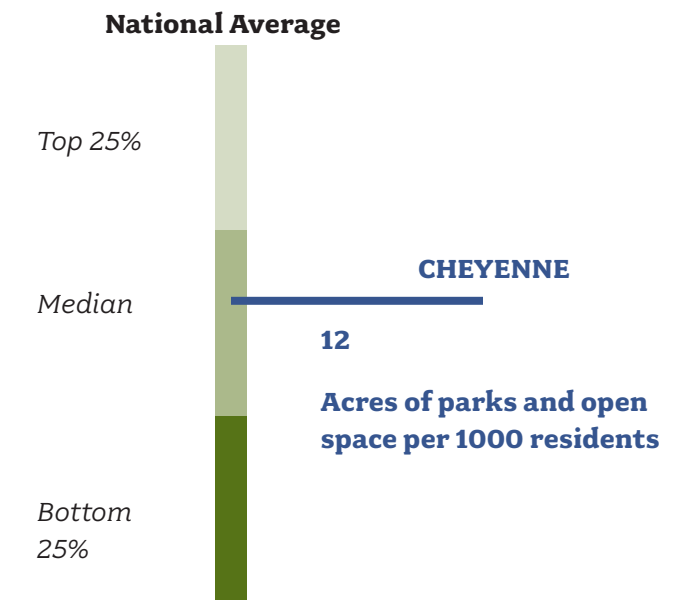 National Average
Top 25%
CHEYENNE
Median
12
Acres of parks and open
space per 1000 residents
Bottom
25%